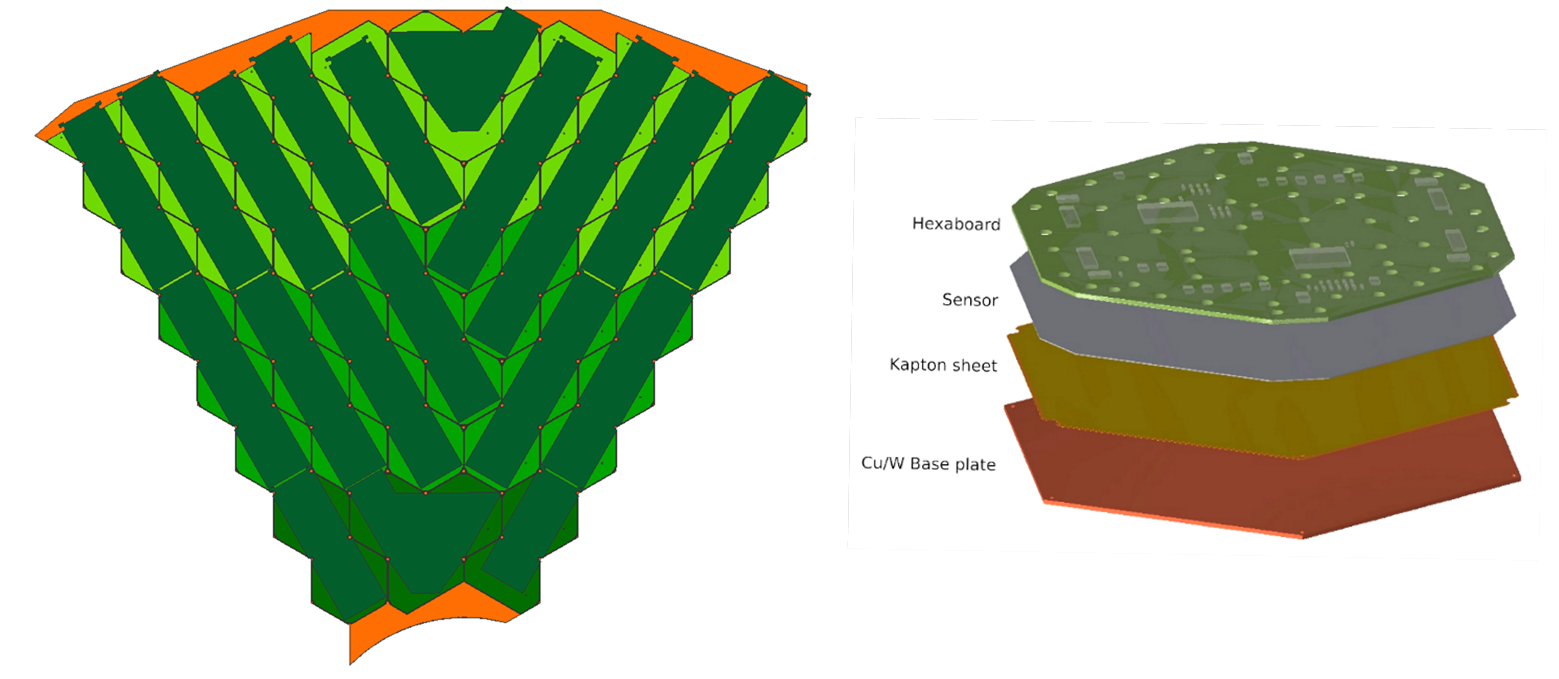 Hexaboard
Sensor
Kapton sheet
Cu/W Base plate